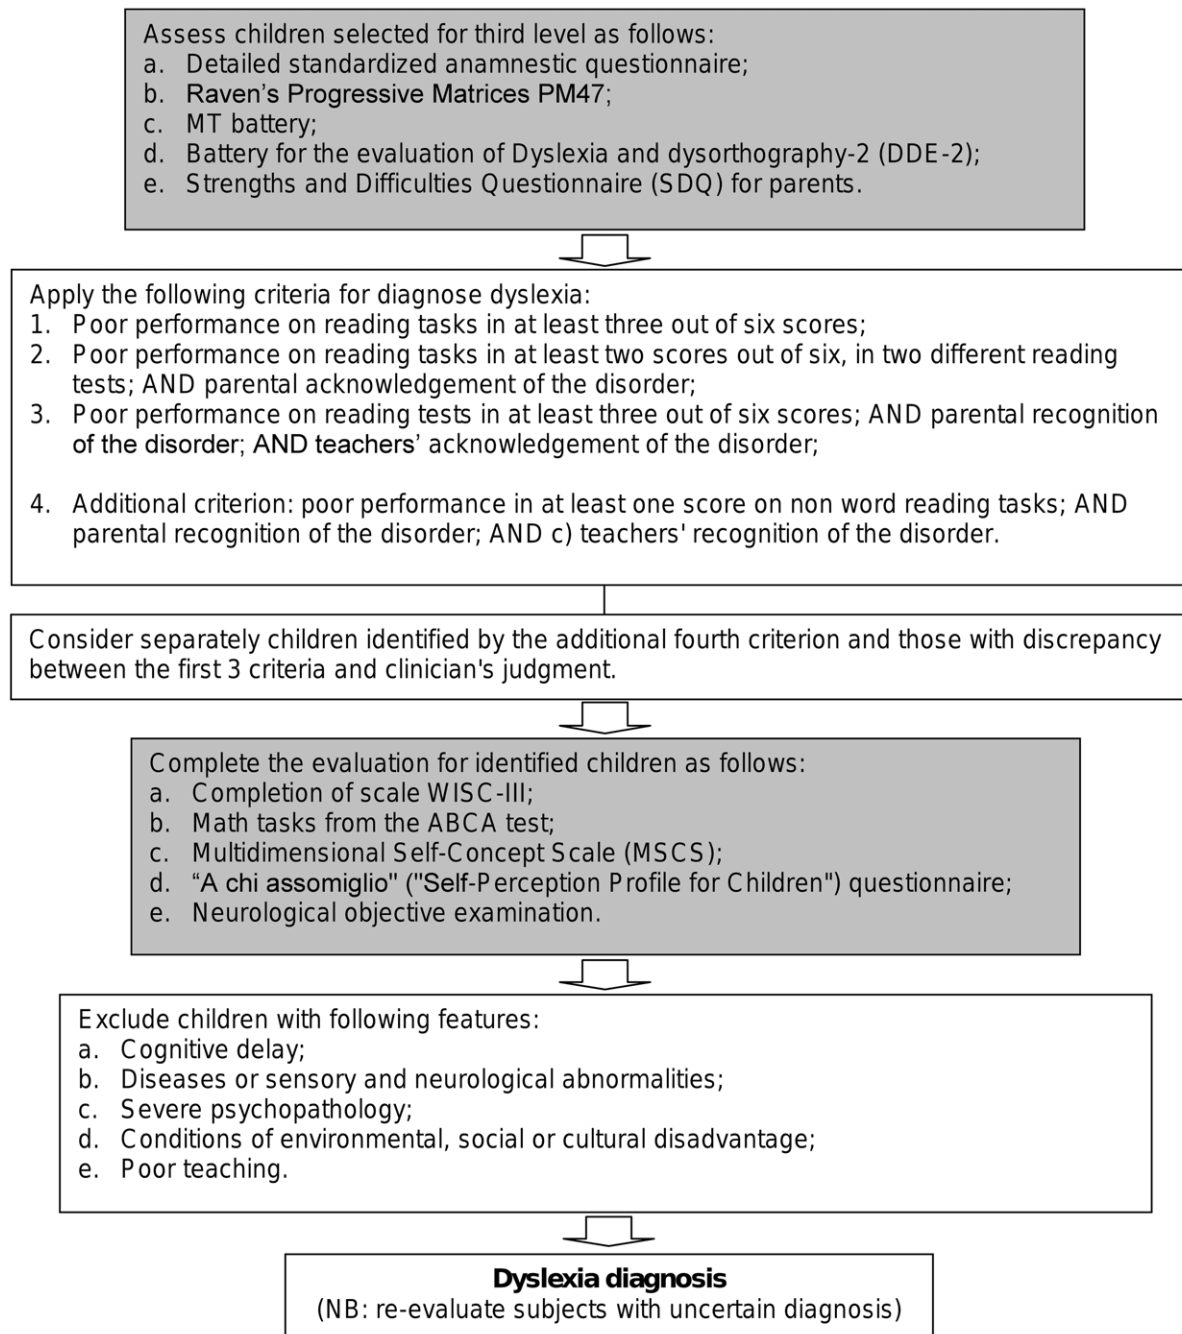 Assess children selected for third level as follows:
a. Detailed standardized anamnestic questionnaire;
b. Raven's Progressive Matrices PM47;
c. MT battery;
d. Battery for the evaluation of Dyslexia and dysorthography-2 (DDE-2);
e. Strengths and Difficulties Questionnaire (SDQ) for parents.
Apply the following criteria for diagnose dyslexia:
1. Poor performance on reading tasks in at least three out of six scores;
2. Poor performance on reading tasks in at least two scores out of six, in two different reading
tests; AND parental acknowledgement of the disorder;
3. Poor performance on reading tests in at least three out of six scores; AND parental recognition
of the disorder; AND teachers’ acknowledgement of the disorder;
4. Additional criterion: poor performance in at least one score on non word reading tasks; AND
parental recognition of the disorder; AND c) teachers' recognition of the disorder.
Consider separately children identified by the additional fourth criterion and those with discrepancy
between the first 3 criteria and clinician's judgment.
Complete the evaluation for identified children as follows:
a. Completion of scale WISC-III;
b. Math tasks from the ABCA test;
c. Multidimensional Self-Concept Scale (MSCS);
d. “A chi assomiglio" ("Self-Perception Profile for Children") questionnaire;
e. Neurological objective examination.
Exclude children with following features:
a. Cognitive delay;
b. Diseases or sensory and neurological abnormalities;
c. Severe psychopathology;
d. Conditions of environmental, social or cultural disadvantage;
e. Poor teaching.
Dyslexia diagnosis
(NB: re-evaluate subjects with uncertain diagnosis)